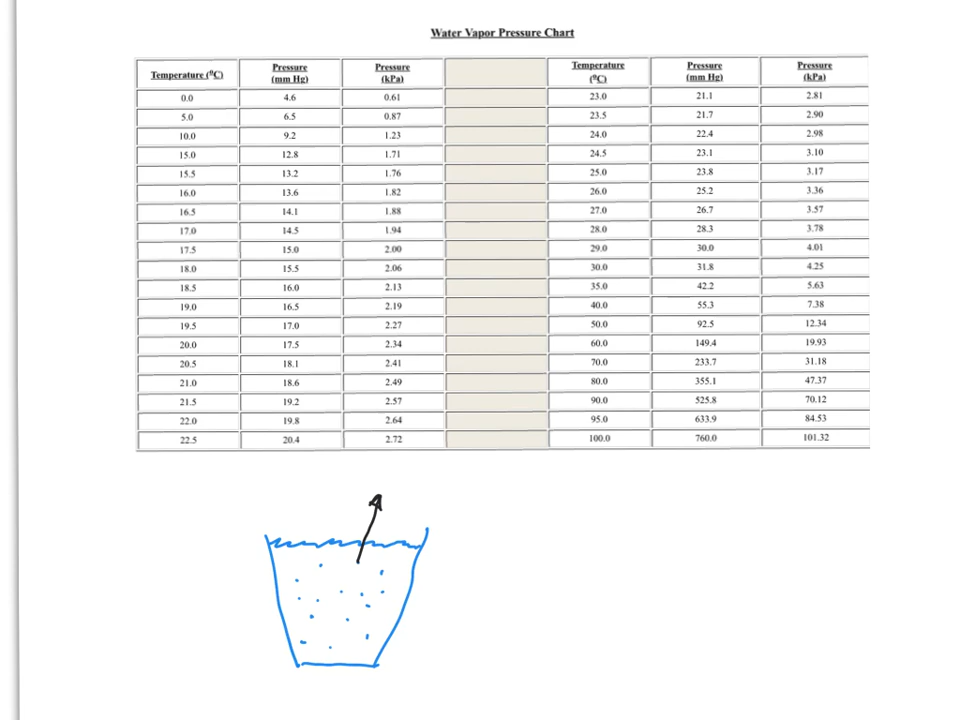 Water Vapor Pressure Chart
Temperature (ºC) Pressure (mm Hg) Pressure (kPa) Temperature (ºC) Pressure (mm Hg) Pressure (kPa)
0.0 4.6 0.61 23.0 21.1 2.81
5.0 6.5 0.87 23.5 21.7 2.90
10.0 9.2 1.23 24.0 22.4 2.98
15.0 12.8 1.71 24.5 23.1 3.10
15.5 13.2 1.76 25.0 23.8 3.17
16.0 13.6 1.82 26.0 25.2 3.36
16.5 14.1 1.88 27.0 26.7 3.57
17.0 14.5 1.94 28.0 28.3 3.78
17.5 15.0 2.00 29.0 30.0 4.01
18.0 15.5 2.06 30.0 31.8 4.25
18.5 16.0 2.13 35.0 42.2 5.63
19.0 16.5 2.19 40.0 55.3 7.38
19.5 17.0 2.27 50.0 92.5 12.34
20.0 17.5 2.34 60.0 149.4 19.93
20.5 18.1 2.41 70.0 233.7 31.18
21.0 18.6 2.49 80.0 355.1 47.37
21.5 19.2 2.57 90.0 525.8 70.12
22.0 19.8 2.64 95.0 633.9 84.53
22.5 20.4 2.72 100.0 760.0 101.32